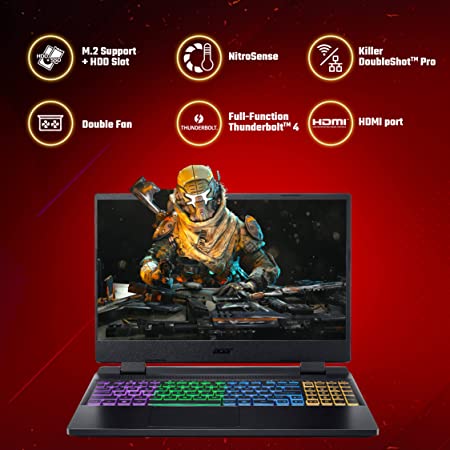 M.2 Support
+ HDD Slot
NitroSense
Killer
DoubleShot™ Pro
Double Fan
THUNDERBOLT.
Full-Function
Thunderbolt™ 4
HDMI
HDMI port
acer